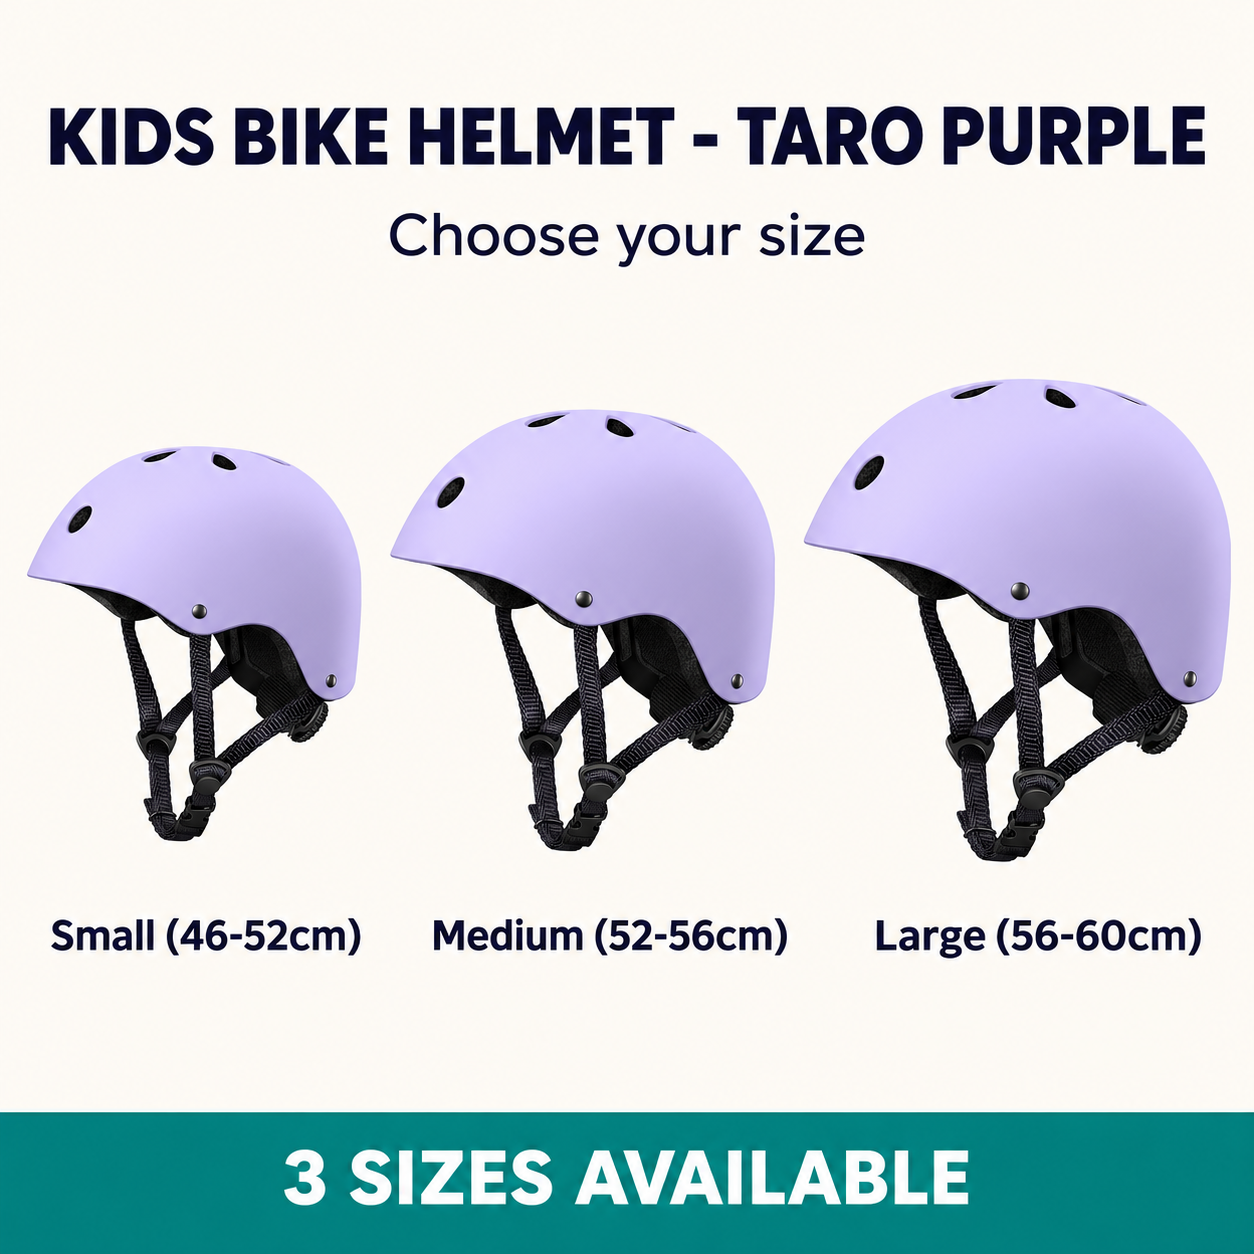 KIDS BIKE HELMET - TARO PURPLE
Choose your size
Small (46-52cm)
Medium (52-56cm)
Large (56-60cm)
3 SIZES AVAILABLE